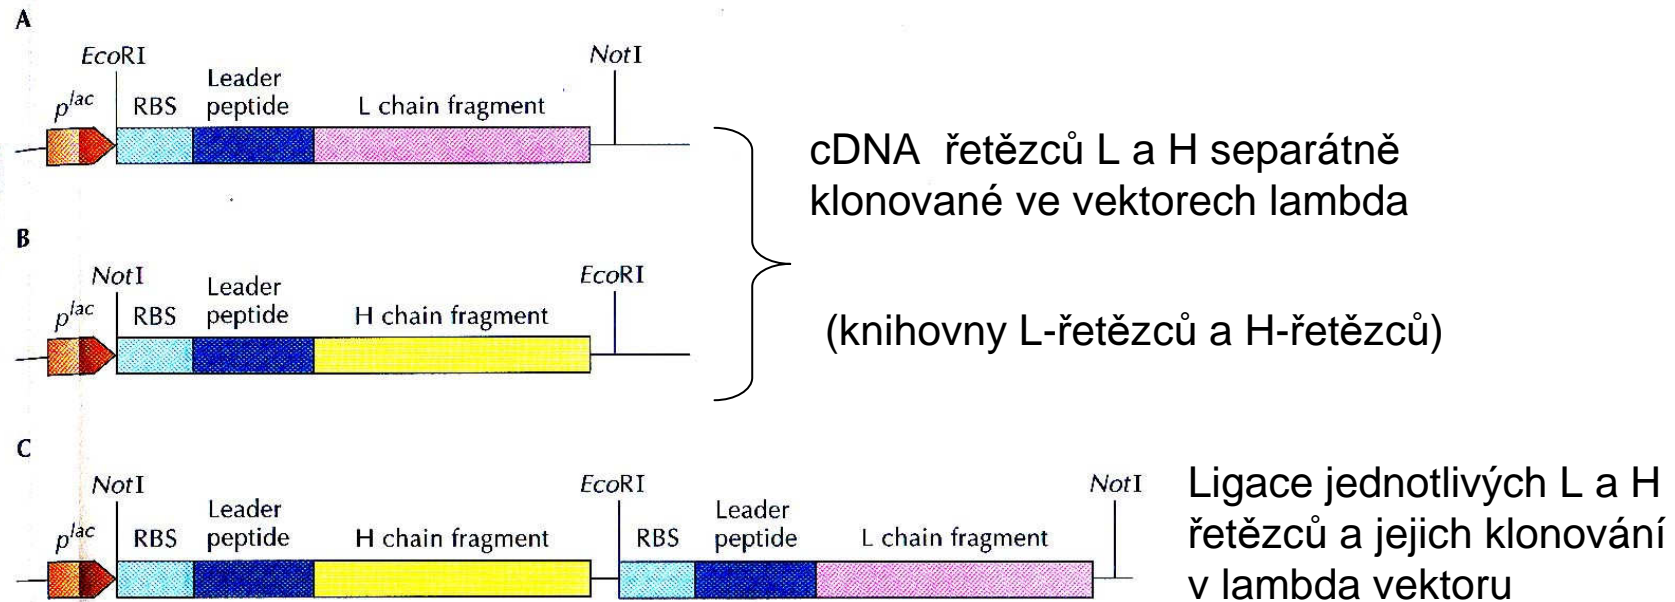 A
EcoRI
NotI
p^lac
RBS
Leader
peptide
L chain fragment
cDNA řetězců L a H separátně
klonované ve vektorech lambda
B
NotI
EcoRI
p^lac
RBS
Leader
peptide
H chain fragment
(knihovny L-řetězců a H-řetězců)
C
NotI
EcoRI
NotI
p^lac
RBS
Leader
peptide
H chain fragment
RBS
Leader
peptide
L chain fragment
Ligace jednotlivých L a H
řetězců a jejich klonování
v lambda vektoru